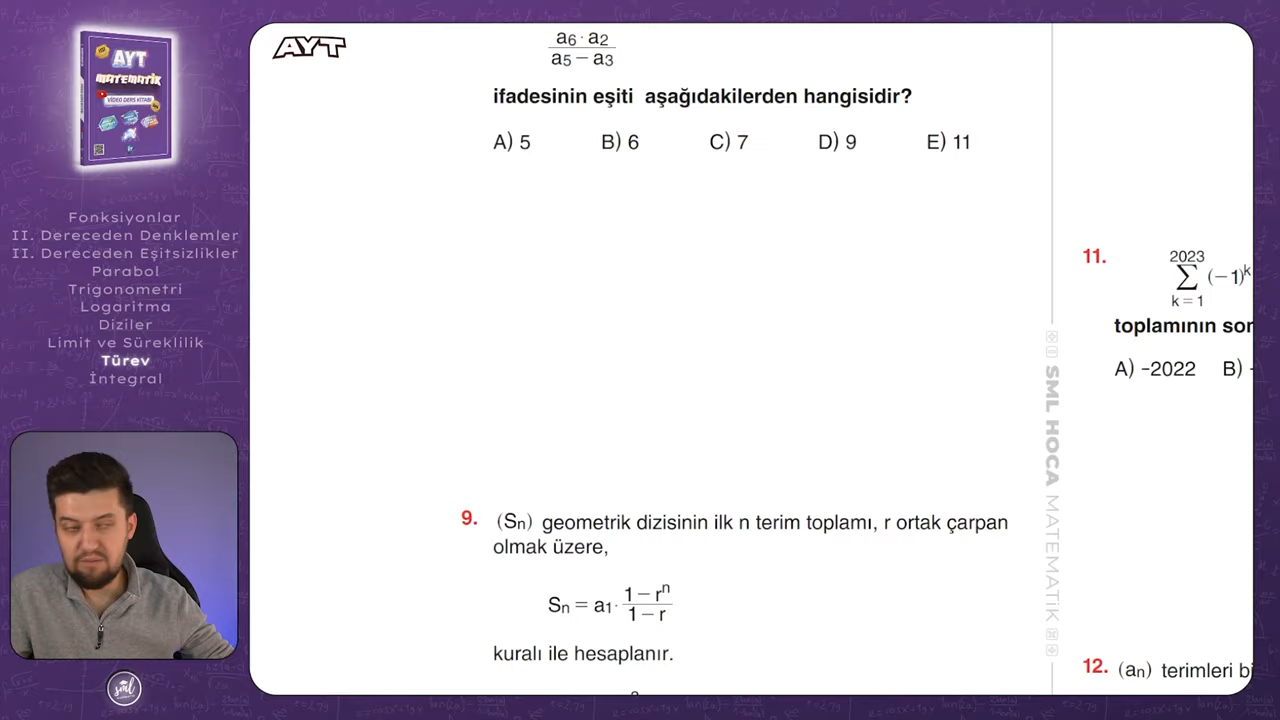 AYT
MATEMATİK
VİDEO DERS KİTABI
Fonksiyonlar
II. Dereceden Denklemler
II. Dereceden Eşitsizlikler
Parabol
Trigonometri
Logaritma
Diziler
Limit ve Süreklilik
Türev
İntegral
sml
AYT
a6 · a2
a5 − a3
ifadesinin eşiti aşağıdakilerden hangisidir?
A) 5 B) 6 C) 7 D) 9 E) 11
9. (Sn) geometrik dizisinin ilk n terim toplamı, r ortak çarpan
olmak üzere,
Sn = a1 · (1 − r^n)/(1 − r)
kuralı ile hesaplanır.
SML HOCA MATEMATİK
11.
2023
∑ (−1)^k
k = 1
toplamının
A) -2022 B)
12. (an) terimleri